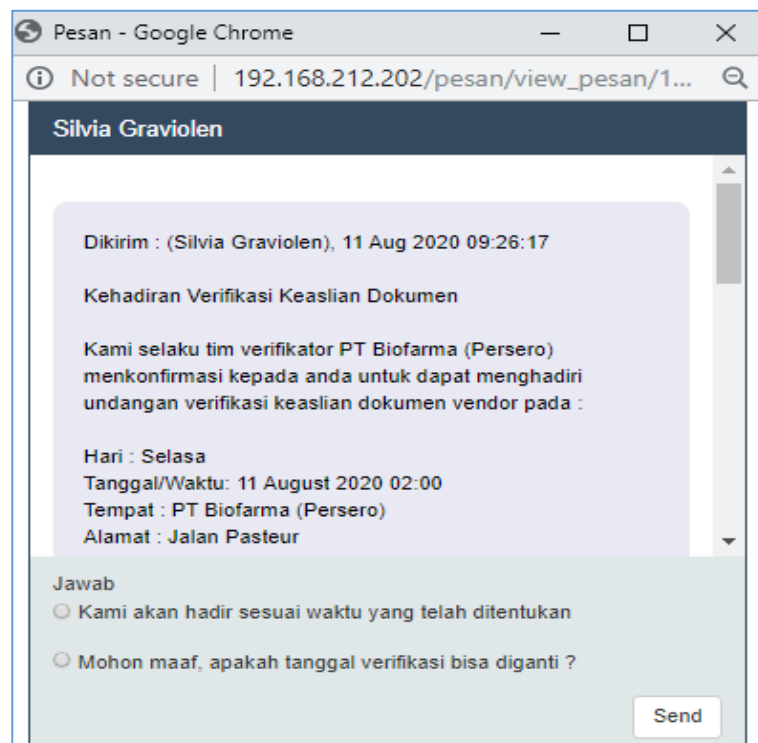 Pesan - Google Chrome
Not secure | 192.168.212.202/pesan/view_pesan/1...
Silvia Graviolen
Dikirim : (Silvia Graviolen), 11 Aug 2020 09:26:17
Kehadiran Verifikasi Keaslian Dokumen
Kami selaku tim verifikator PT Biofarma (Persero)
menkonfirmasi kepada anda untuk dapat menghadiri
undangan verifikasi keaslian dokumen vendor pada :
Hari : Selasa
Tanggal/Waktu: 11 August 2020 02:00
Tempat : PT Biofarma (Persero)
Alamat : Jalan Pasteur
Jawab
Kami akan hadir sesuai waktu yang telah ditentukan
Mohon maaf, apakah tanggal verifikasi bisa diganti ?
Send